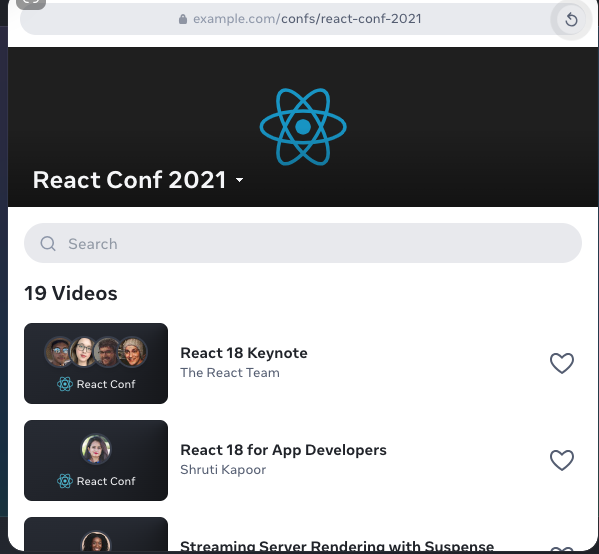 example.com/confs/react-conf-2021
React Conf 2021
Search
19 Videos
React 18 Keynote
The React Team
React Conf
React 18 for App Developers
Shruti Kapoor
React Conf
Streaming Server Rendering with Suspense